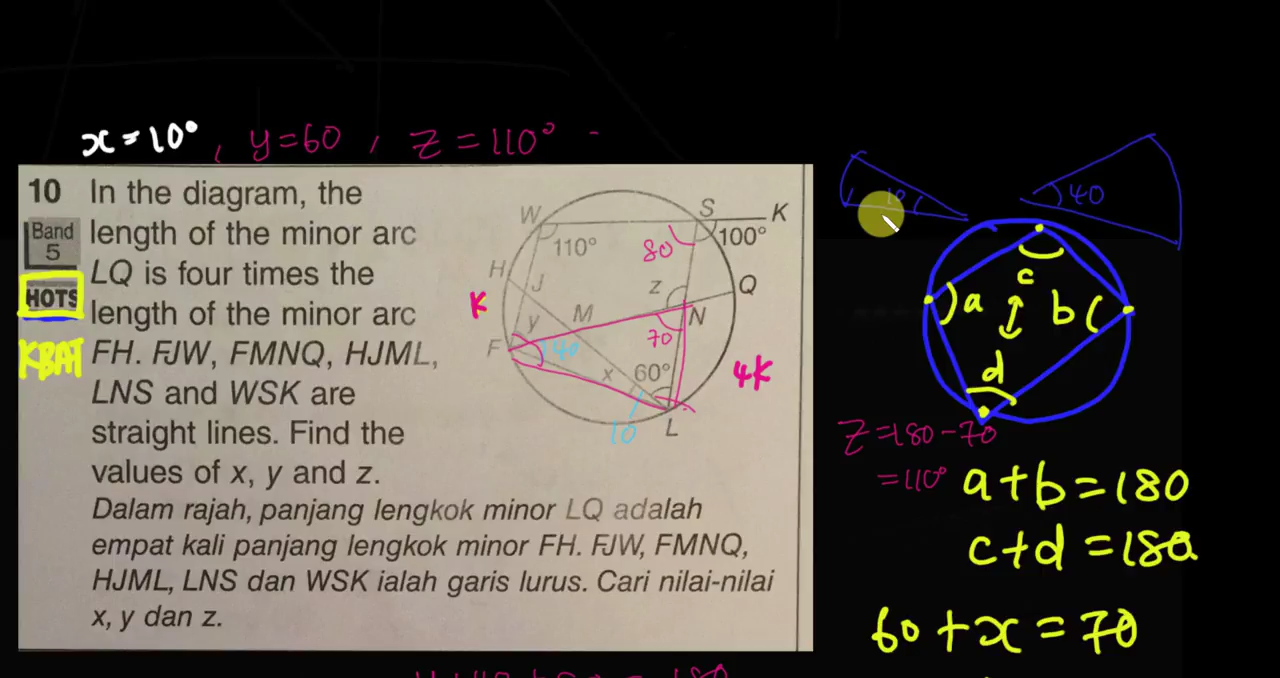 x=10°, y=60, z=110°
10 In the diagram, the
Band 5
length of the minor arc
LQ is four times the
HOTS
length of the minor arc
KBAT
FH. FJW, FMNQ, HJML,
LNS and WSK are
straight lines. Find the
values of x, y and z.
Dalam rajah, panjang lengkok minor LQ adalah
empat kali panjang lengkok minor FH. FJW, FMNQ,
HJML, LNS dan WSK ialah garis lurus. Cari nilai-nilai
x, y dan z.
W S K
110° 80 100°
H J z Q
K M N
y 70
F 40
x 60° 4K
10 L
10 40
c
a b
d
z=180-70
=110°
a+b=180
c+d=180
60+x=70